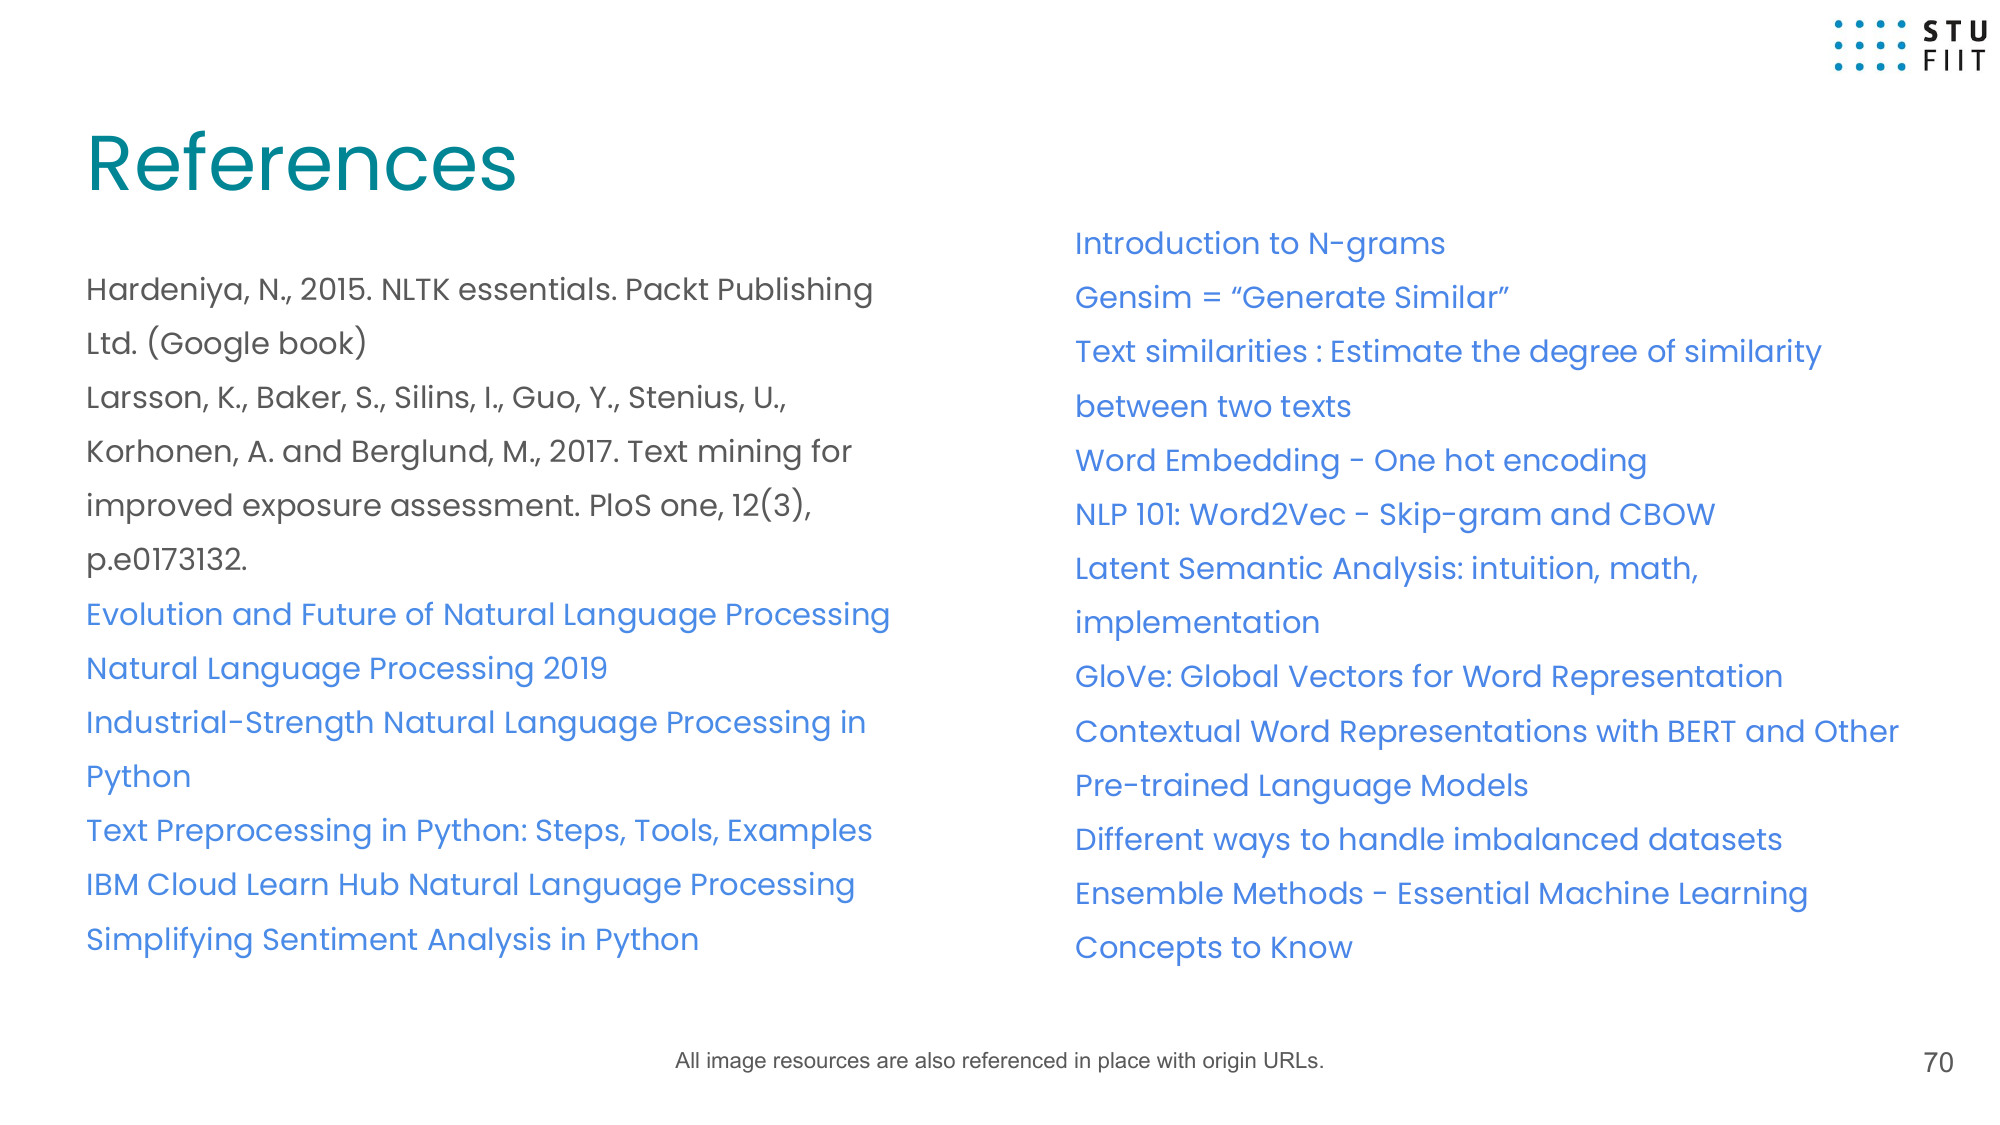 STU
FIIT
References
Hardeniya, N., 2015. NLTK essentials. Packt Publishing
Ltd. (Google book)
Larsson, K., Baker, S., Silins, I., Guo, Y., Stenius, U.,
Korhonen, A. and Berglund, M., 2017. Text mining for
improved exposure assessment. PloS one, 12(3),
p.e0173132.
Evolution and Future of Natural Language Processing
Natural Language Processing 2019
Industrial-Strength Natural Language Processing in
Python
Text Preprocessing in Python: Steps, Tools, Examples
IBM Cloud Learn Hub Natural Language Processing
Simplifying Sentiment Analysis in Python
Introduction to N-grams
Gensim = “Generate Similar”
Text similarities : Estimate the degree of similarity
between two texts
Word Embedding - One hot encoding
NLP 101: Word2Vec - Skip-gram and CBOW
Latent Semantic Analysis: intuition, math,
implementation
GloVe: Global Vectors for Word Representation
Contextual Word Representations with BERT and Other
Pre-trained Language Models
Different ways to handle imbalanced datasets
Ensemble Methods - Essential Machine Learning
Concepts to Know
All image resources are also referenced in place with origin URLs.
70